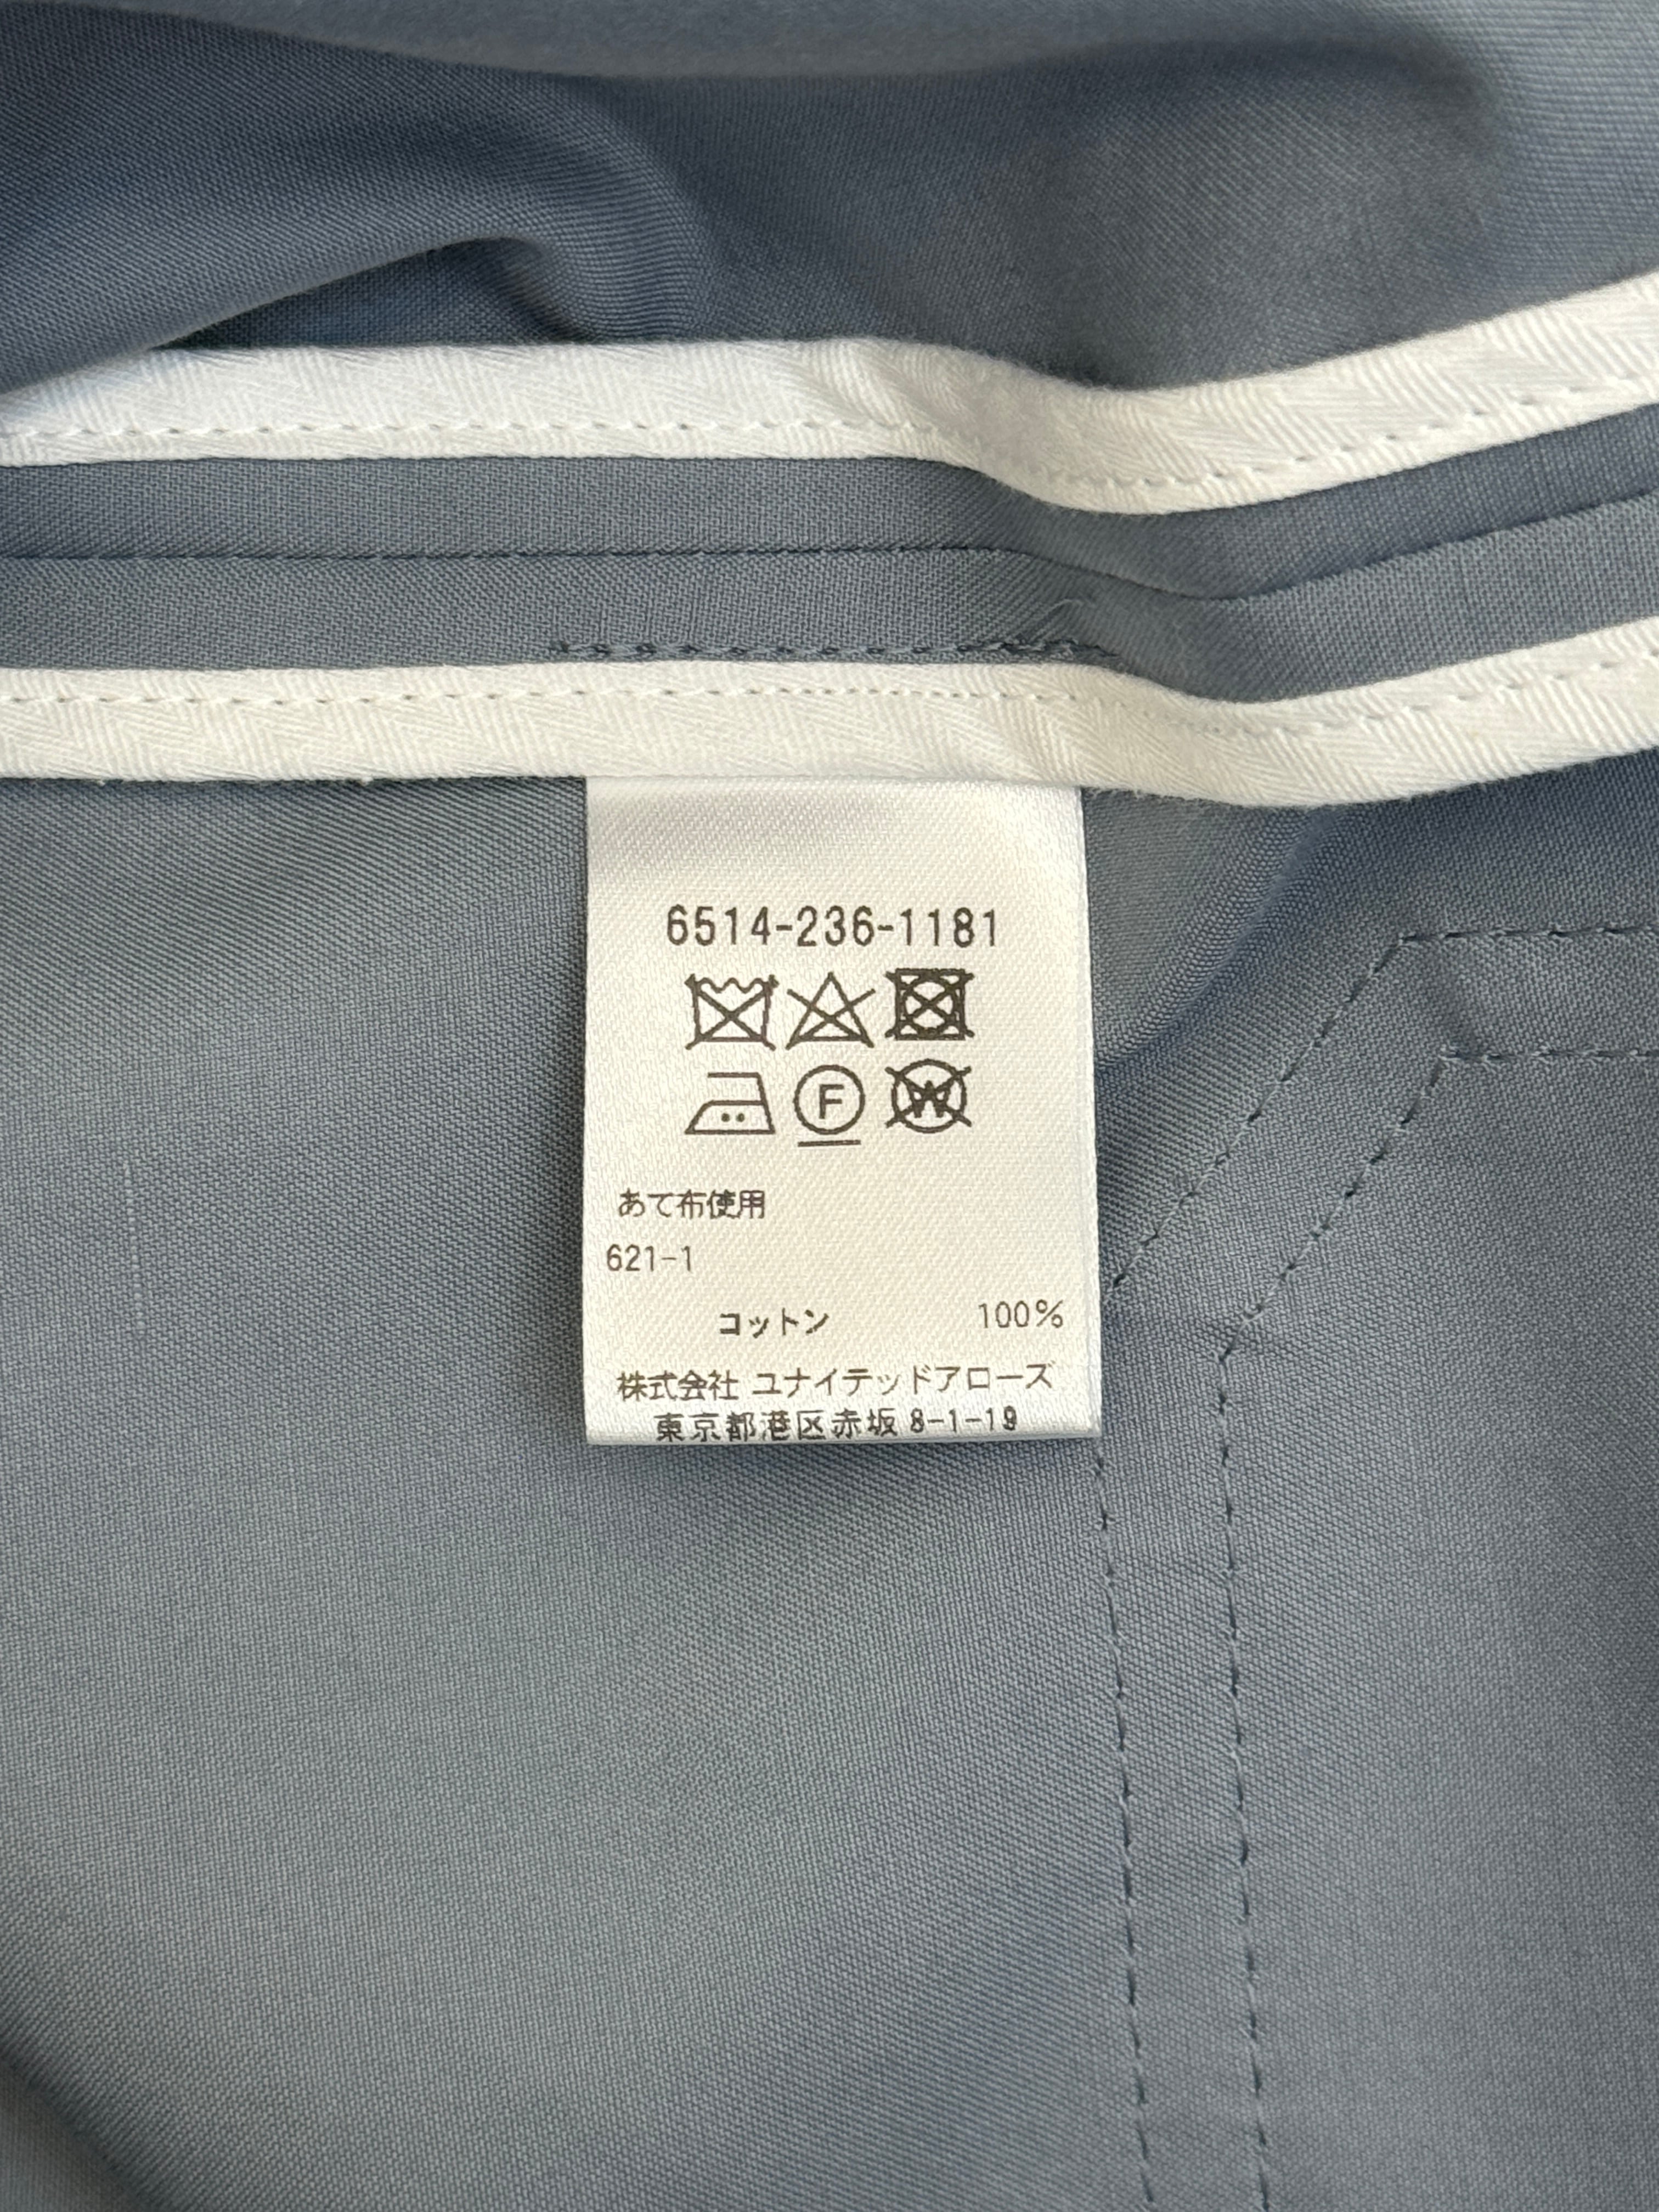 6514-236-1181
F W
あて布使用
621-1
コットン 100%
株式会社 ユナイテッドアローズ
東京都港区赤坂 8-1-19